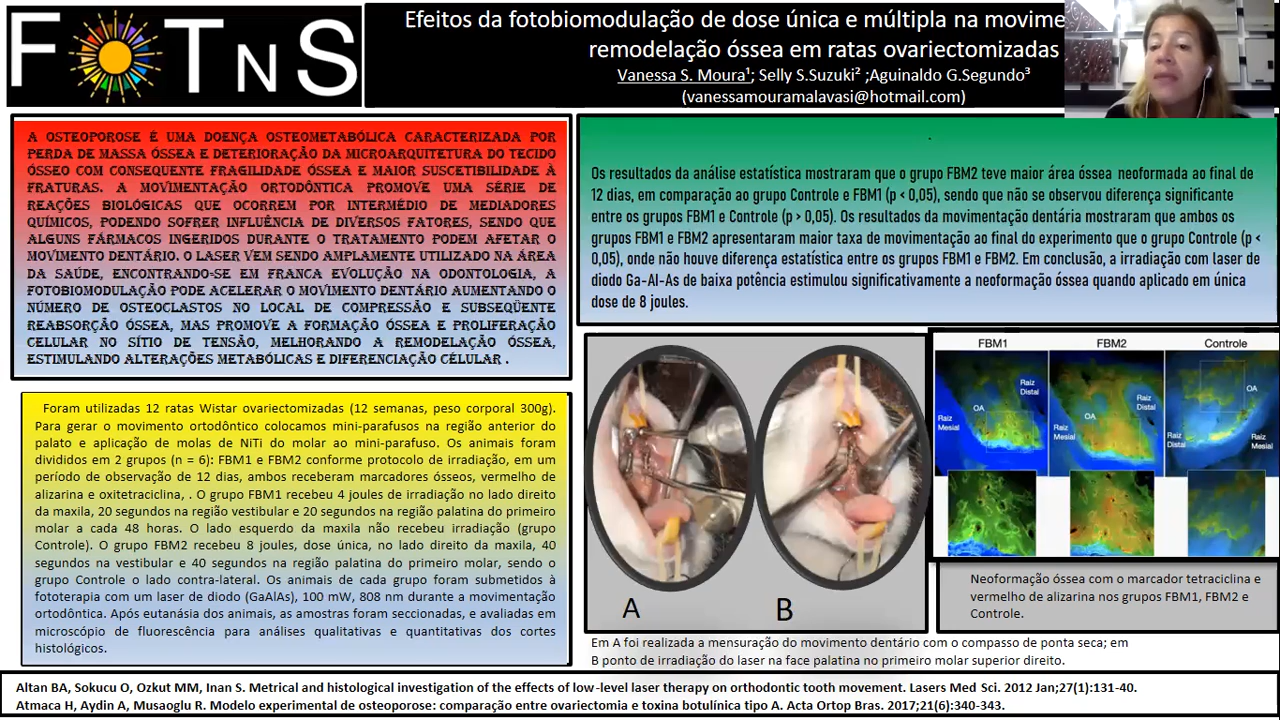 FOTNS
Efeitos da fotobiomodulação de dose única e múltipla na movime
remodelação óssea em ratas ovariectomizadas
Vanessa S. Moura¹; Selly S.Suzuki² ;Aguinaldo G.Segundo³
(vanessamouramalavasi@hotmail.com)
A OSTEOPOROSE É UMA DOENÇA OSTEOMETABÓLICA CARACTERIZADA POR
PERDA DE MASSA ÓSSEA E DETERIORAÇÃO DA MICROARQUITETURA DO TECIDO
ÓSSEO COM CONSEQUENTE FRAGILIDADE ÓSSEA E MAIOR SUSCETIBILIDADE À
FRATURAS. A MOVIMENTAÇÃO ORTODÔNTICA PROMOVE UMA SÉRIE DE
REAÇÕES BIOLÓGICAS QUE OCORREM POR INTERMÉDIO DE MEDIADORES
QUÍMICOS, PODENDO SOFRER INFLUÊNCIA DE DIVERSOS FATORES, SENDO QUE
ALGUNS FÁRMACOS INGERIDOS DURANTE O TRATAMENTO PODEM AFETAR O
MOVIMENTO DENTÁRIO. O LASER VEM SENDO AMPLAMENTE UTILIZADO NA ÁREA
DA SAÚDE, ENCONTRANDO-SE EM FRANCA EVOLUÇÃO NA ODONTOLOGIA, A
FOTOBIOMODULAÇÃO PODE ACELERAR O MOVIMENTO DENTÁRIO AUMENTANDO O
NÚMERO DE OSTEOCLASTOS NO LOCAL DE COMPRESSÃO E SUBSEQÜENTE
REABSORÇÃO ÓSSEA, MAS PROMOVE A FORMAÇÃO ÓSSEA E PROLIFERAÇÃO
CELULAR NO SÍTIO DE TENSÃO, MELHORANDO A REMODELAÇÃO ÓSSEA,
ESTIMULANDO ALTERAÇÕES METABÓLICAS E DIFERENCIAÇÃO CÉLULAR .
Foram utilizadas 12 ratas Wistar ovariectomizadas (12 semanas, peso corporal 300g).
Para gerar o movimento ortodôntico colocamos mini-parafusos na região anterior do
palato e aplicação de molas de NiTi do molar ao mini-parafuso. Os animais foram
divididos em 2 grupos (n = 6): FBM1 e FBM2 conforme protocolo de irradiação, em um
período de observação de 12 dias, ambos receberam marcadores ósseos, vermelho de
alizarina e oxitetraciclina, . O grupo FBM1 recebeu 4 joules de irradiação no lado direito
da maxila, 20 segundos na região vestibular e 20 segundos na região palatina do primeiro
molar a cada 48 horas. O lado esquerdo da maxila não recebeu irradiação (grupo
Controle). O grupo FBM2 recebeu 8 joules, dose única, no lado direito da maxila, 40
segundos na vestibular e 40 segundos na região palatina do primeiro molar, sendo o
grupo Controle o lado contra-lateral. Os animais de cada grupo foram submetidos à
fototerapia com um laser de diodo (GaAlAs), 100 mW, 808 nm durante a movimentação
ortodôntica. Após eutanásia dos animais, as amostras foram seccionadas, e avaliadas em
microscópio de fluorescência para análises qualitativas e quantitativas dos cortes
histológicos.
Os resultados da análise estatística mostraram que o grupo FBM2 teve maior área óssea neoformada ao final de
12 dias, em comparação ao grupo Controle e FBM1 (p < 0,05), sendo que não se observou diferença significante
entre os grupos FBM1 e Controle (p > 0,05). Os resultados da movimentação dentária mostraram que ambos os
grupos FBM1 e FBM2 apresentaram maior taxa de movimentação ao final do experimento que o grupo Controle (p <
0,05), onde não houve diferença estatística entre os grupos FBM1 e FBM2. Em conclusão, a irradiação com laser de
diodo Ga-Al-As de baixa potência estimulou significativamente a neoformação óssea quando aplicado em única
dose de 8 joules.
A B
Em A foi realizada a mensuração do movimento dentário com o compasso de ponta seca; em
B ponto de irradiação do laser na face palatina no primeiro molar superior direito.
FBM1 FBM2 Controle
Raiz Mesial OA Raiz Distal
Raiz Mesial OA Raiz Distal
Raiz Distal OA Raiz Mesial
Neoformação óssea com o marcador tetraciclina e
vermelho de alizarina nos grupos FBM1, FBM2 e
Controle.
Altan BA, Sokucu O, Ozkut MM, Inan S. Metrical and histological investigation of the effects of low-level laser therapy on orthodontic tooth movement. Lasers Med Sci. 2012 Jan;27(1):131-40.
Atmaca H, Aydin A, Musaoglu R. Modelo experimental de osteoporose: comparação entre ovariectomia e toxina botulínica tipo A. Acta Ortop Bras. 2017;21(6):340-343.